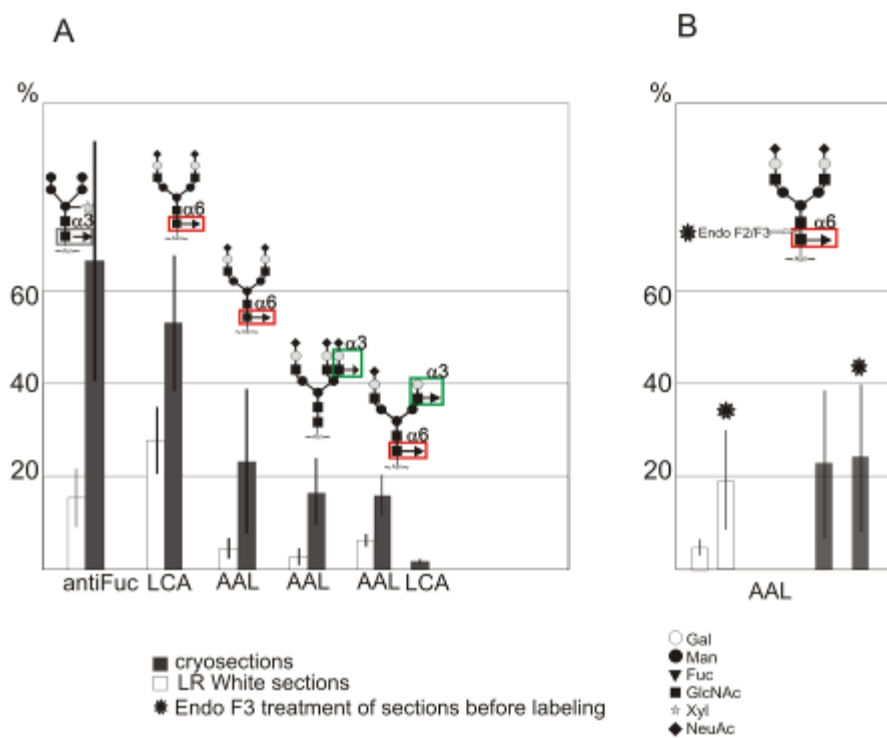 A
%
α3
α6
α6
α3
α3
α6
60
40
20
antiFuc LCA AAL AAL AAL LCA
cryosections
LR White sections
Endo F3 treatment of sections before labeling
B
%
α6
Endo F2/F3
60
40
20
AAL
Gal
Man
Fuc
GlcNAc
Xyl
NeuAc